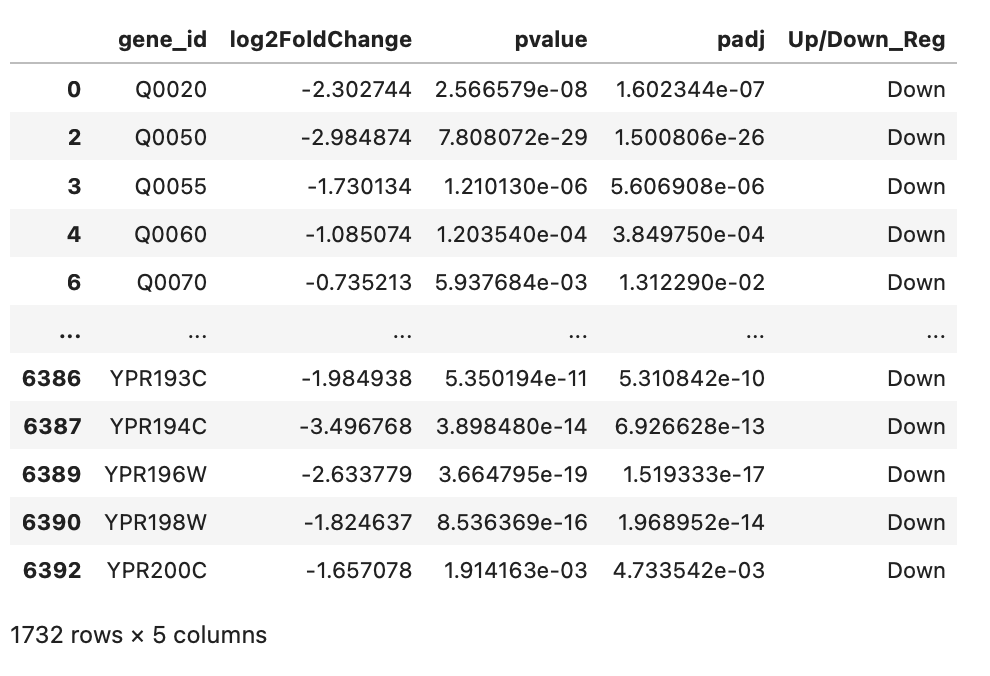 gene_id log2FoldChange pvalue padj Up/Down_Reg
0 Q0020 -2.302744 2.566579e-08 1.602344e-07 Down
2 Q0050 -2.984874 7.808072e-29 1.500806e-26 Down
3 Q0055 -1.730134 1.210130e-06 5.606908e-06 Down
4 Q0060 -1.085074 1.203540e-04 3.849750e-04 Down
6 Q0070 -0.735213 5.937684e-03 1.312290e-02 Down
... ... ... ... ... ...
6386 YPR193C -1.984938 5.350194e-11 5.310842e-10 Down
6387 YPR194C -3.496768 3.898480e-14 6.926628e-13 Down
6389 YPR196W -2.633779 3.664795e-19 1.519333e-17 Down
6390 YPR198W -1.824637 8.536369e-16 1.968952e-14 Down
6392 YPR200C -1.657078 1.914163e-03 4.733542e-03 Down
1732 rows × 5 columns